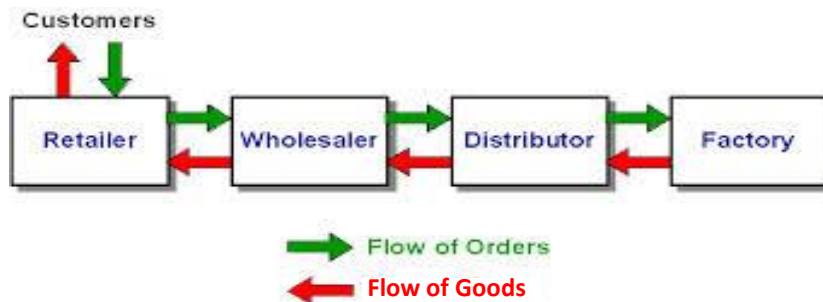 Customers
Retailer
Wholesaler
Distributor
Factory
Flow of Orders
Flow of Goods